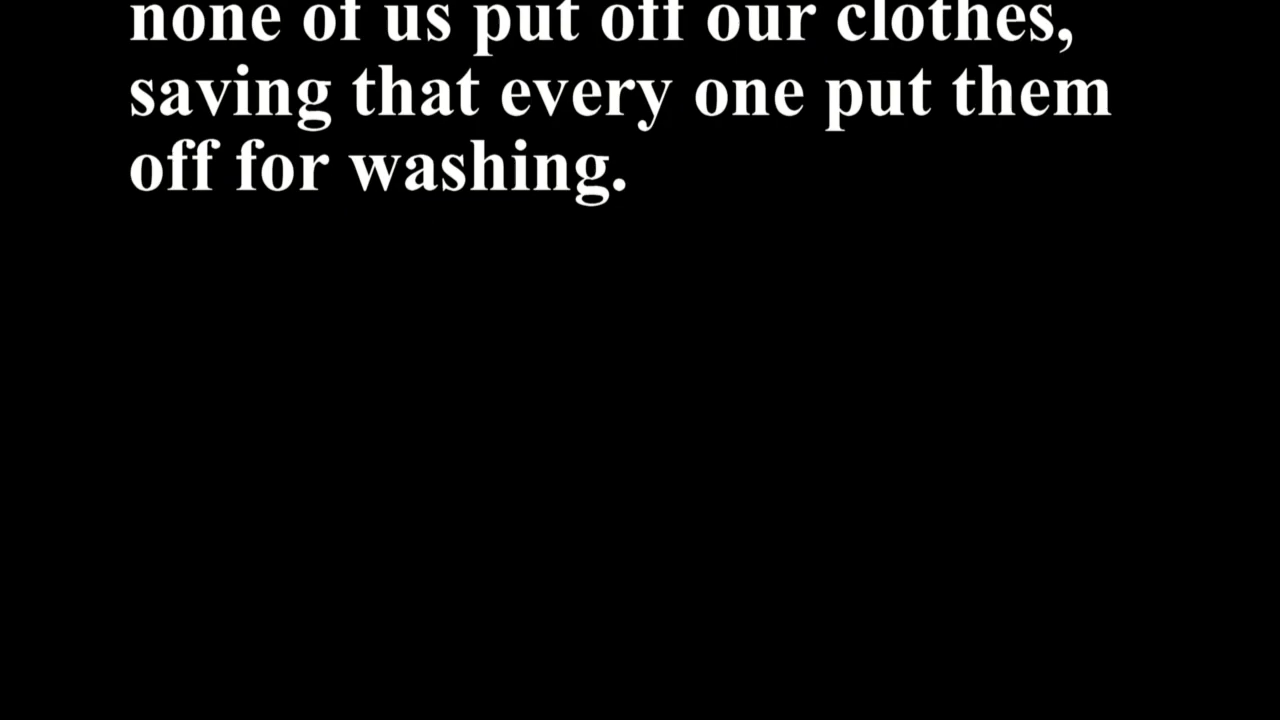 none of us put off our clothes,
saving that every one put them
off for washing.